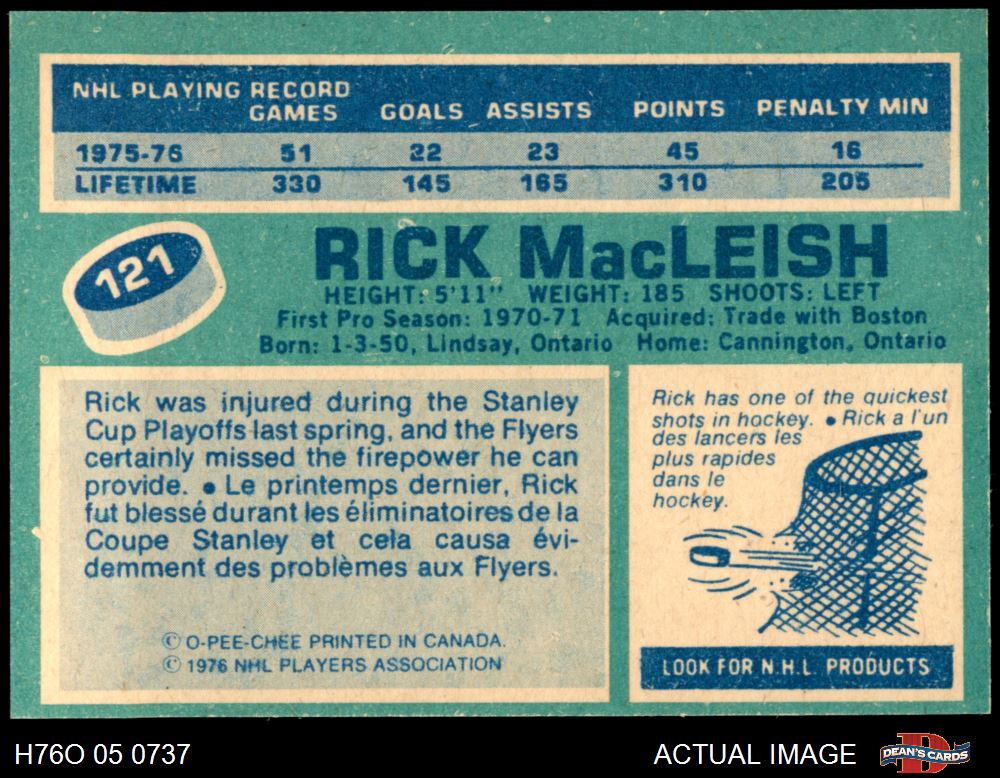 NHL PLAYING RECORD
GAMES GOALS ASSISTS POINTS PENALTY MIN
1975-76 51 22 23 45 16
LIFETIME 330 145 165 310 205
121
RICK MacLEISH
HEIGHT: 5'11" WEIGHT: 185 SHOOTS: LEFT
First Pro Season: 1970-71 Acquired: Trade with Boston
Born: 1-3-50, Lindsay, Ontario Home: Cannington, Ontario
Rick was injured during the Stanley
Cup Playoffs last spring, and the Flyers
certainly missed the firepower he can
provide. • Le printemps dernier, Rick
fut blessé durant les éliminatoires de la
Coupe Stanley et cela causa évi-
demment des problèmes aux Flyers.
© O-PEE-CHEE PRINTED IN CANADA.
© 1976 NHL PLAYERS ASSOCIATION
Rick has one of the quickest
shots in hockey. • Rick a l'un
des lancers les
plus rapides
dans le
hockey.
LOOK FOR N.H.L. PRODUCTS
H76O 05 0737
ACTUAL IMAGE
D
DEAN'S CARDS